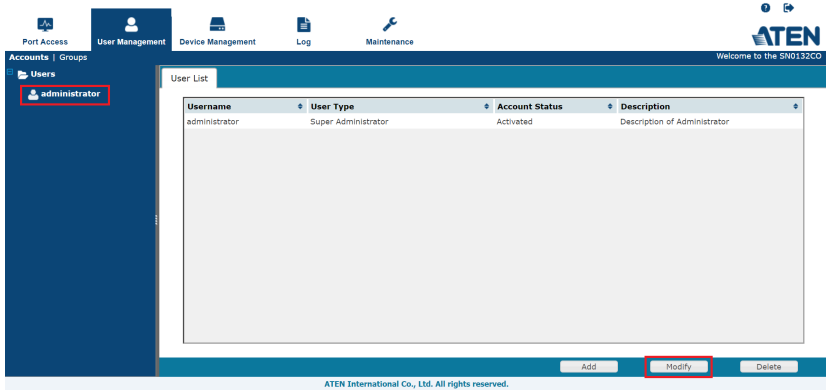 Port Access User Management Device Management Log Maintenance
ATEN
Accounts | Groups Welcome to the SN0132CO
Users
administrator
User List
Username User Type Account Status Description
administrator Super Administrator Activated Description of Administrator
Add Modify Delete
ATEN International Co., Ltd. All rights reserved.